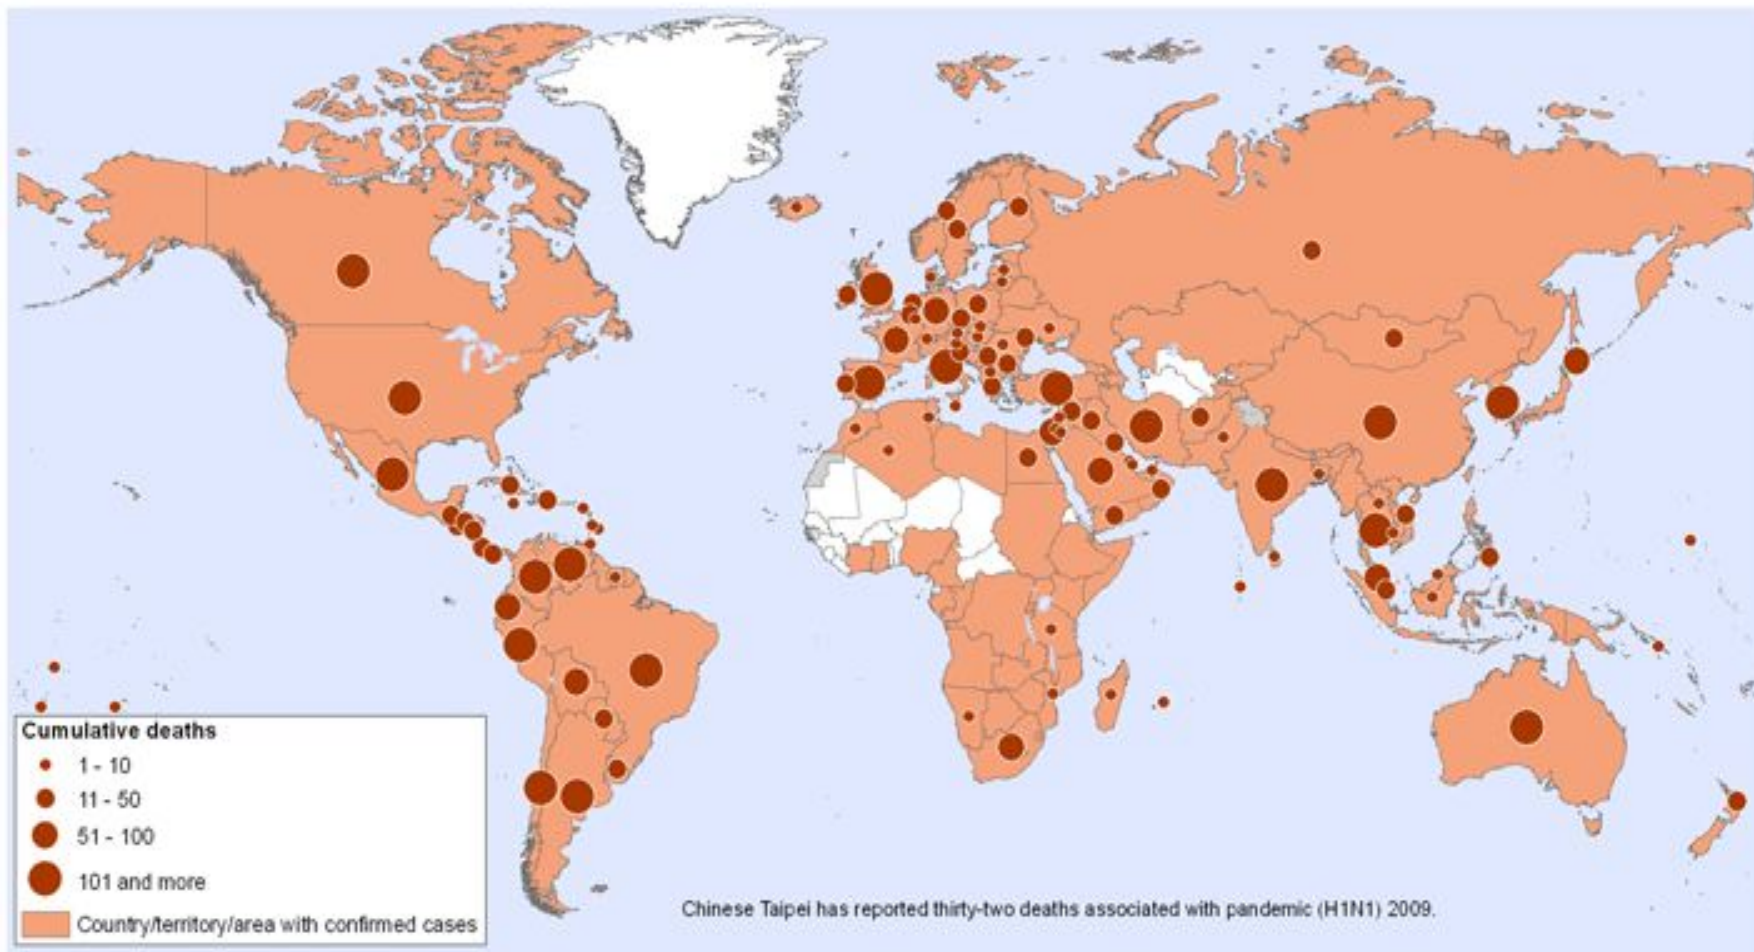 Cumulative deaths
1 - 10
11 - 50
51 - 100
101 and more
Country/territory/area with confirmed cases
Chinese Taipei has reported thirty-two deaths associated with pandemic (H1N1) 2009.